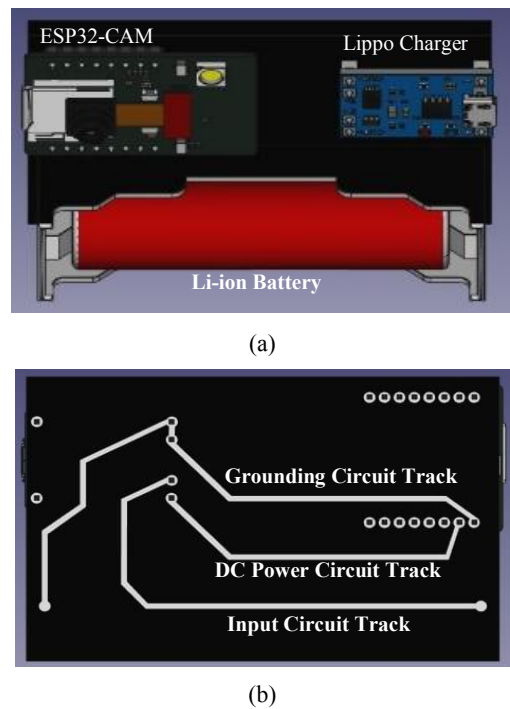 ESP32-CAM
Lippo Charger
Li-ion Battery
(a)
Grounding Circuit Track
DC Power Circuit Track
Input Circuit Track
(b)